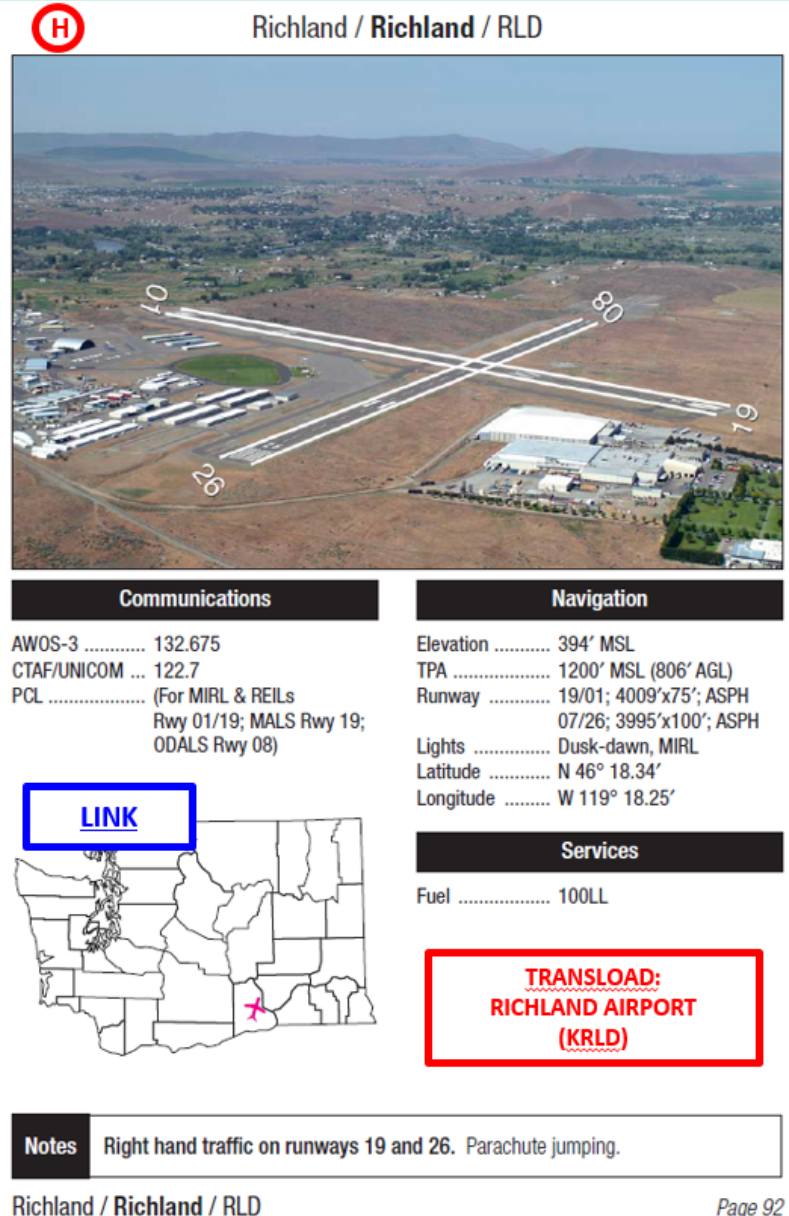 H
Richland / Richland / RLD
01
08
19
26
Communications
AWOS-3 ............ 132.675
CTAF/UNICOM ... 122.7
PCL ................... (For MIRL & REILs
Rwy 01/19; MALS Rwy 19;
ODALS Rwy 08)
Navigation
Elevation ........... 394′ MSL
TPA ................... 1200′ MSL (806′ AGL)
Runway ............ 19/01; 4009′x75′; ASPH
07/26; 3995′x100′; ASPH
Lights ............... Dusk-dawn, MIRL
Latitude ............ N 46° 18.34′
Longitude ......... W 119° 18.25′
LINK
Services
Fuel .................. 100LL
TRANSLOAD:
RICHLAND AIRPORT
(KRLD)
Notes Right hand traffic on runways 19 and 26. Parachute jumping.
Richland / Richland / RLD Page 92